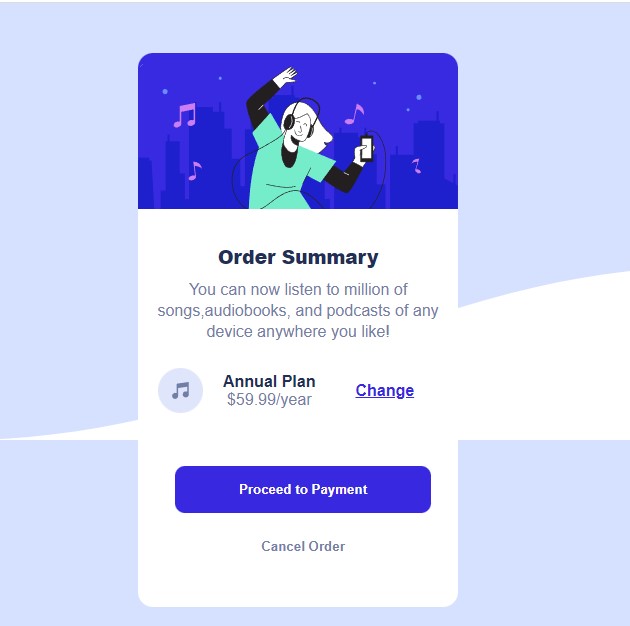 Order Summary
You can now listen to million of
songs,audiobooks, and podcasts of any
device anywhere you like!
Annual Plan
$59.99/year
Change
Proceed to Payment
Cancel Order